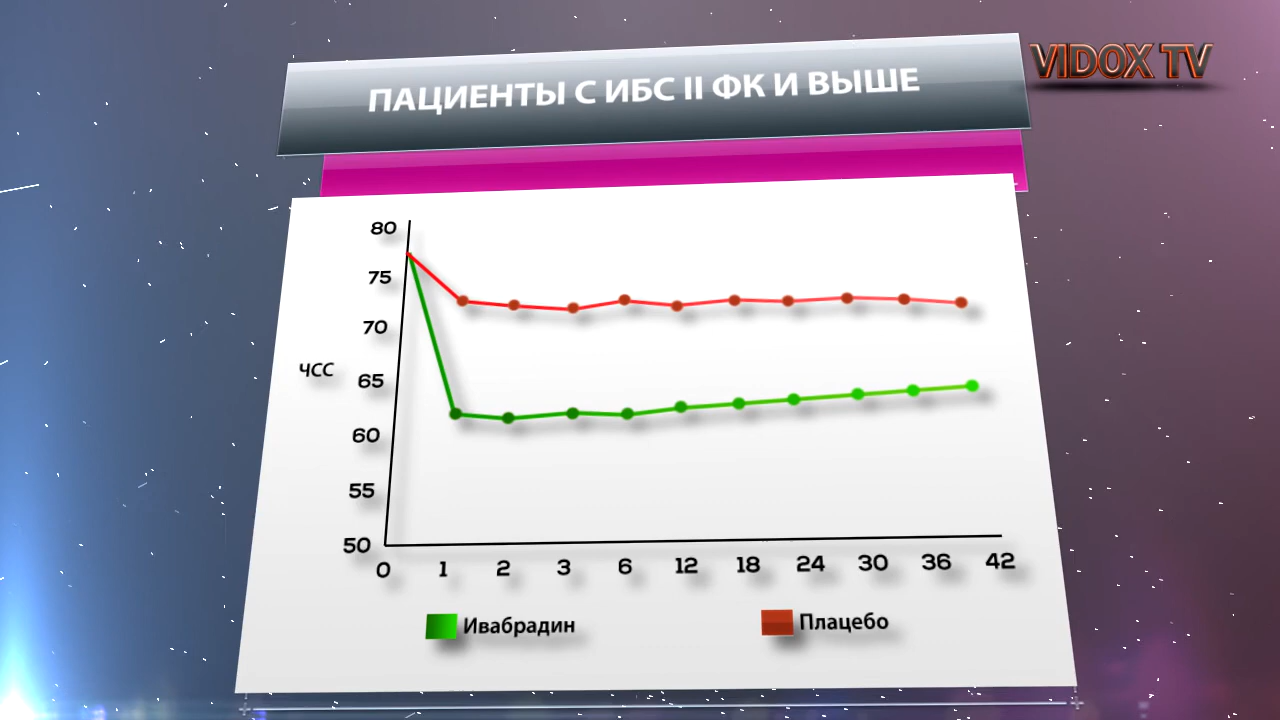 VIDOX TV
ПАЦИЕНТЫ С ИБС II ФК И ВЫШЕ
80
75
70
ЧСС
65
60
55
50
0 1 2 3 6 12 18 24 30 36 42
Ивабрадин Плацебо